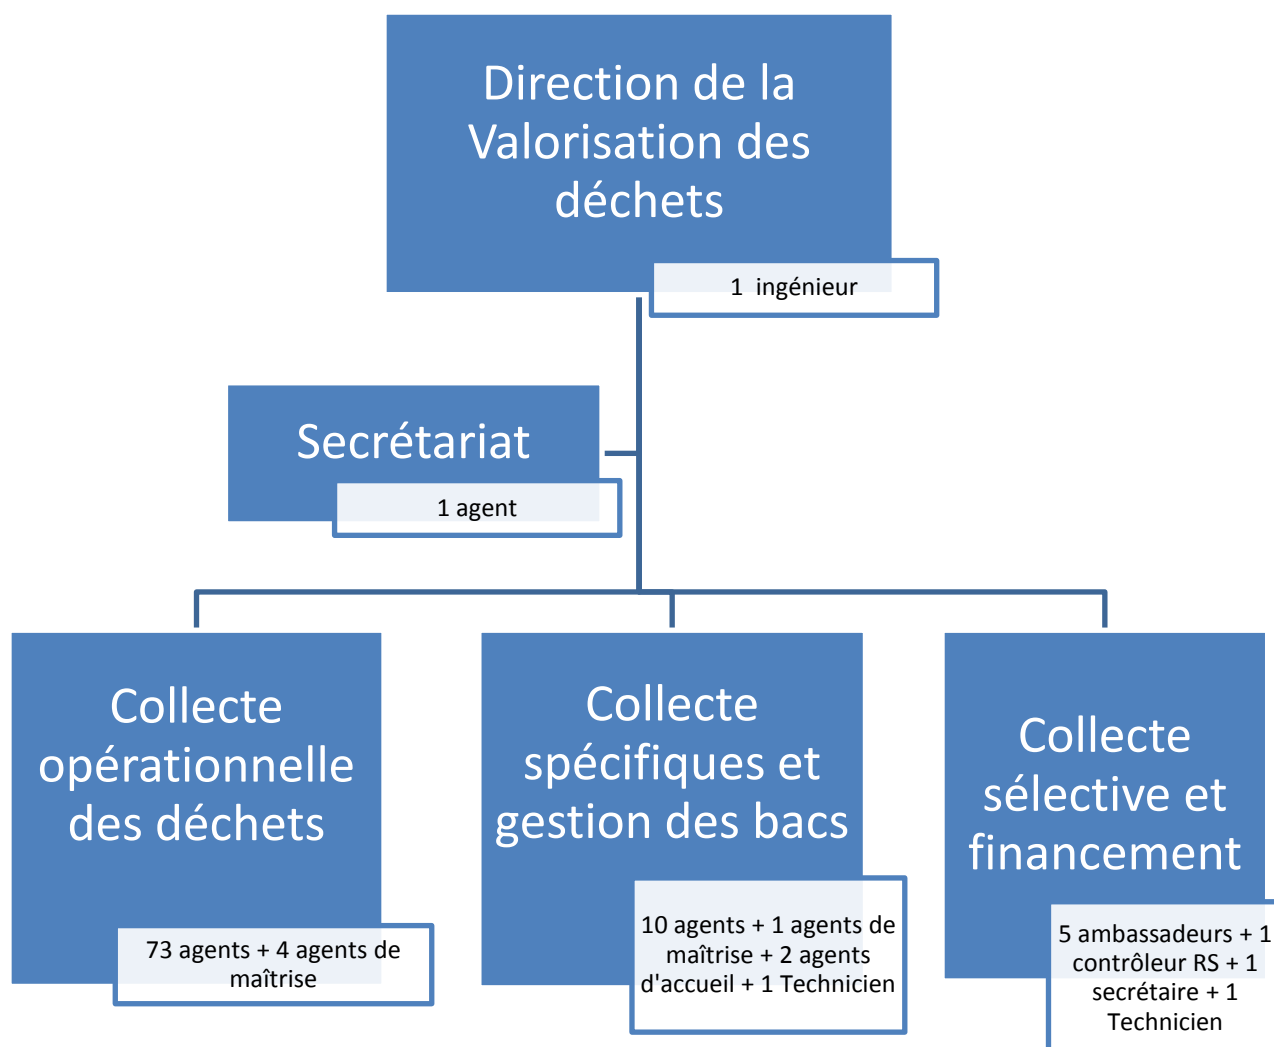 Direction de la
Valorisation des
déchets
1 ingénieur
Secrétariat
1 agent
Collecte
opérationnelle
des déchets
73 agents + 4 agents de
maîtrise
Collecte
spécifiques et
gestion des bacs
10 agents + 1 agents de
maîtrise + 2 agents
d'accueil + 1 Technicien
Collecte
sélective et
financement
5 ambassadeurs + 1
contrôleur RS + 1
secrétaire + 1
Technicien